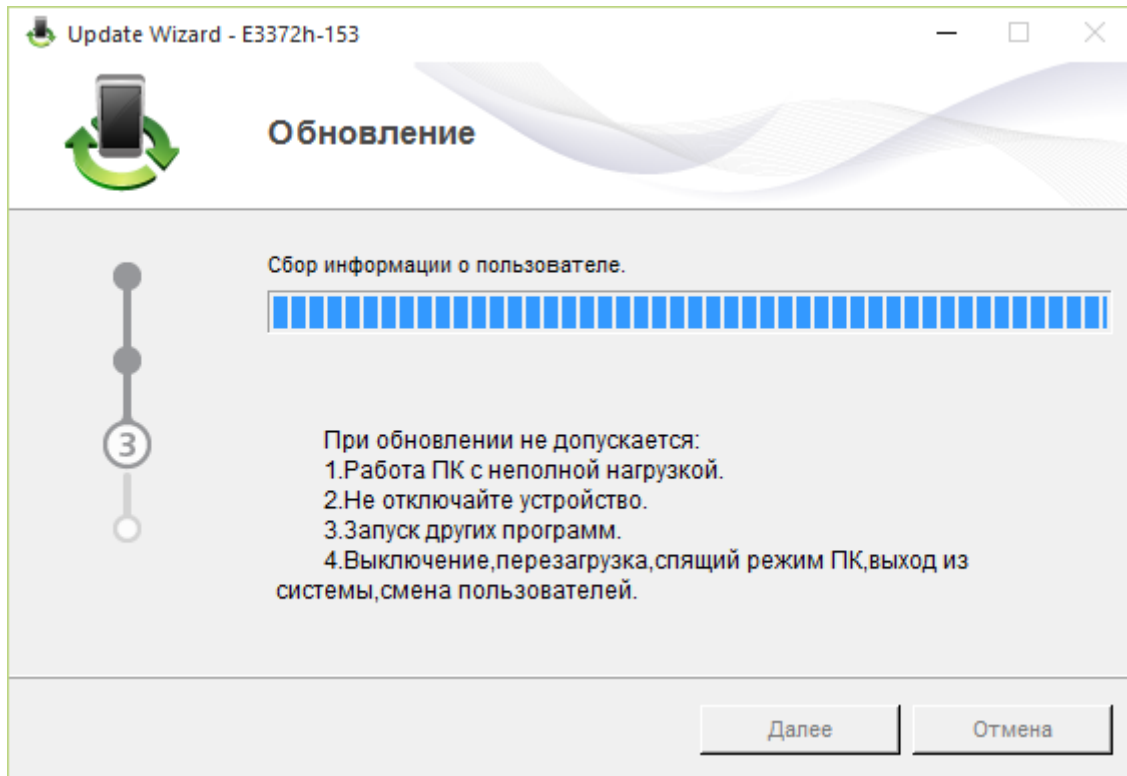 Update Wizard - E3372h-153
Обновление
Сбор информации о пользователе.
3
При обновлении не допускается:
1.Работа ПК с неполной нагрузкой.
2.Не отключайте устройство.
3.Запуск других программ.
4.Выключение,перезагрузка,спящий режим ПК,выход из
системы,смена пользователей.
Далее
Отмена